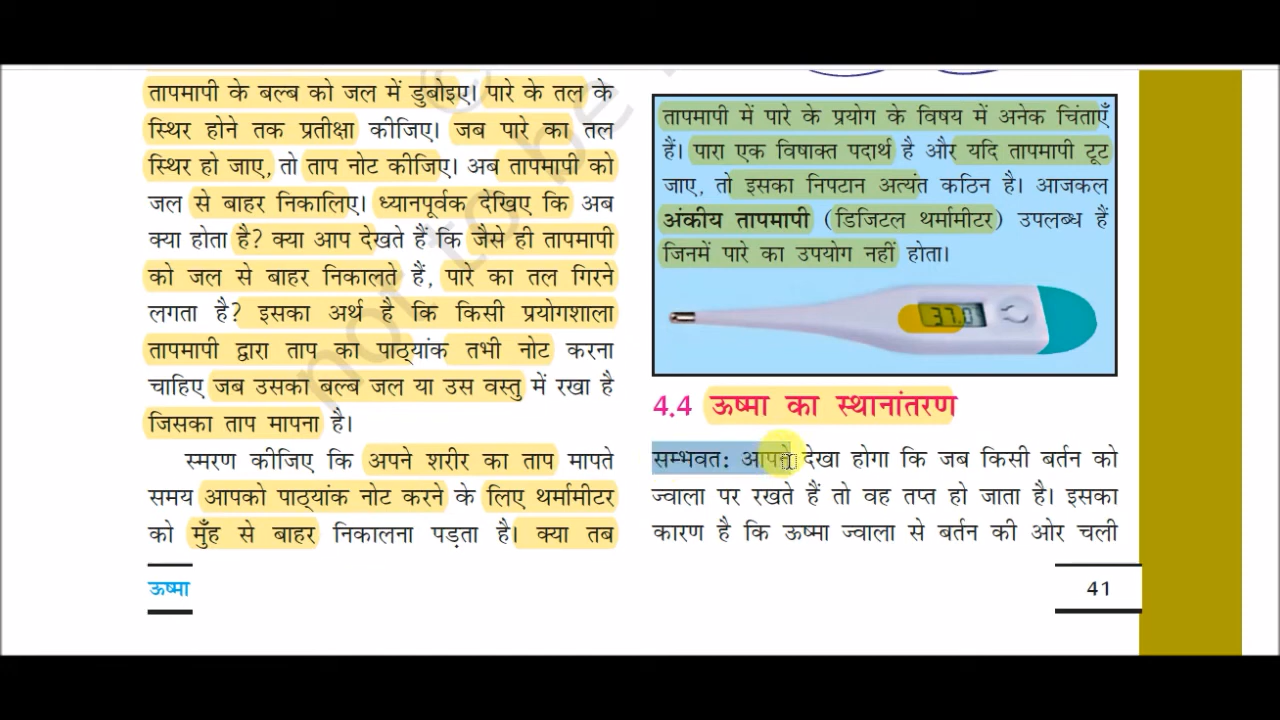 तापमापी के बल्ब को जल में डुबोइए। पारे के तल के
स्थिर होने तक प्रतीक्षा कीजिए। जब पारे का तल
स्थिर हो जाए, तो ताप नोट कीजिए। अब तापमापी को
जल से बाहर निकालिए। ध्यानपूर्वक देखिए कि अब
क्या होता है? क्या आप देखते हैं कि जैसे ही तापमापी
को जल से बाहर निकालते हैं, पारे का तल गिरने
लगता है? इसका अर्थ है कि किसी प्रयोगशाला
तापमापी द्वारा ताप का पाठ्यांक तभी नोट करना
चाहिए जब उसका बल्ब जल या उस वस्तु में रखा है
जिसका ताप मापना है।
स्मरण कीजिए कि अपने शरीर का ताप मापते
समय आपको पाठ्यांक नोट करने के लिए थर्मामीटर
को मुँह से बाहर निकालना पड़ता है। क्या तब
ऊष्मा
तापमापी में पारे के प्रयोग के विषय में अनेक चिंताएँ
हैं। पारा एक विषाक्त पदार्थ है और यदि तापमापी टूट
जाए, तो इसका निपटान अत्यंत कठिन है। आजकल
अंकीय तापमापी (डिजिटल थर्मामीटर) उपलब्ध हैं
जिनमें पारे का उपयोग नहीं होता।
37.0
4.4 ऊष्मा का स्थानांतरण
सम्भवत: आपने देखा होगा कि जब किसी बर्तन को
ज्वाला पर रखते हैं तो वह तप्त हो जाता है। इसका
कारण है कि ऊष्मा ज्वाला से बर्तन की ओर चली
41
© not to be